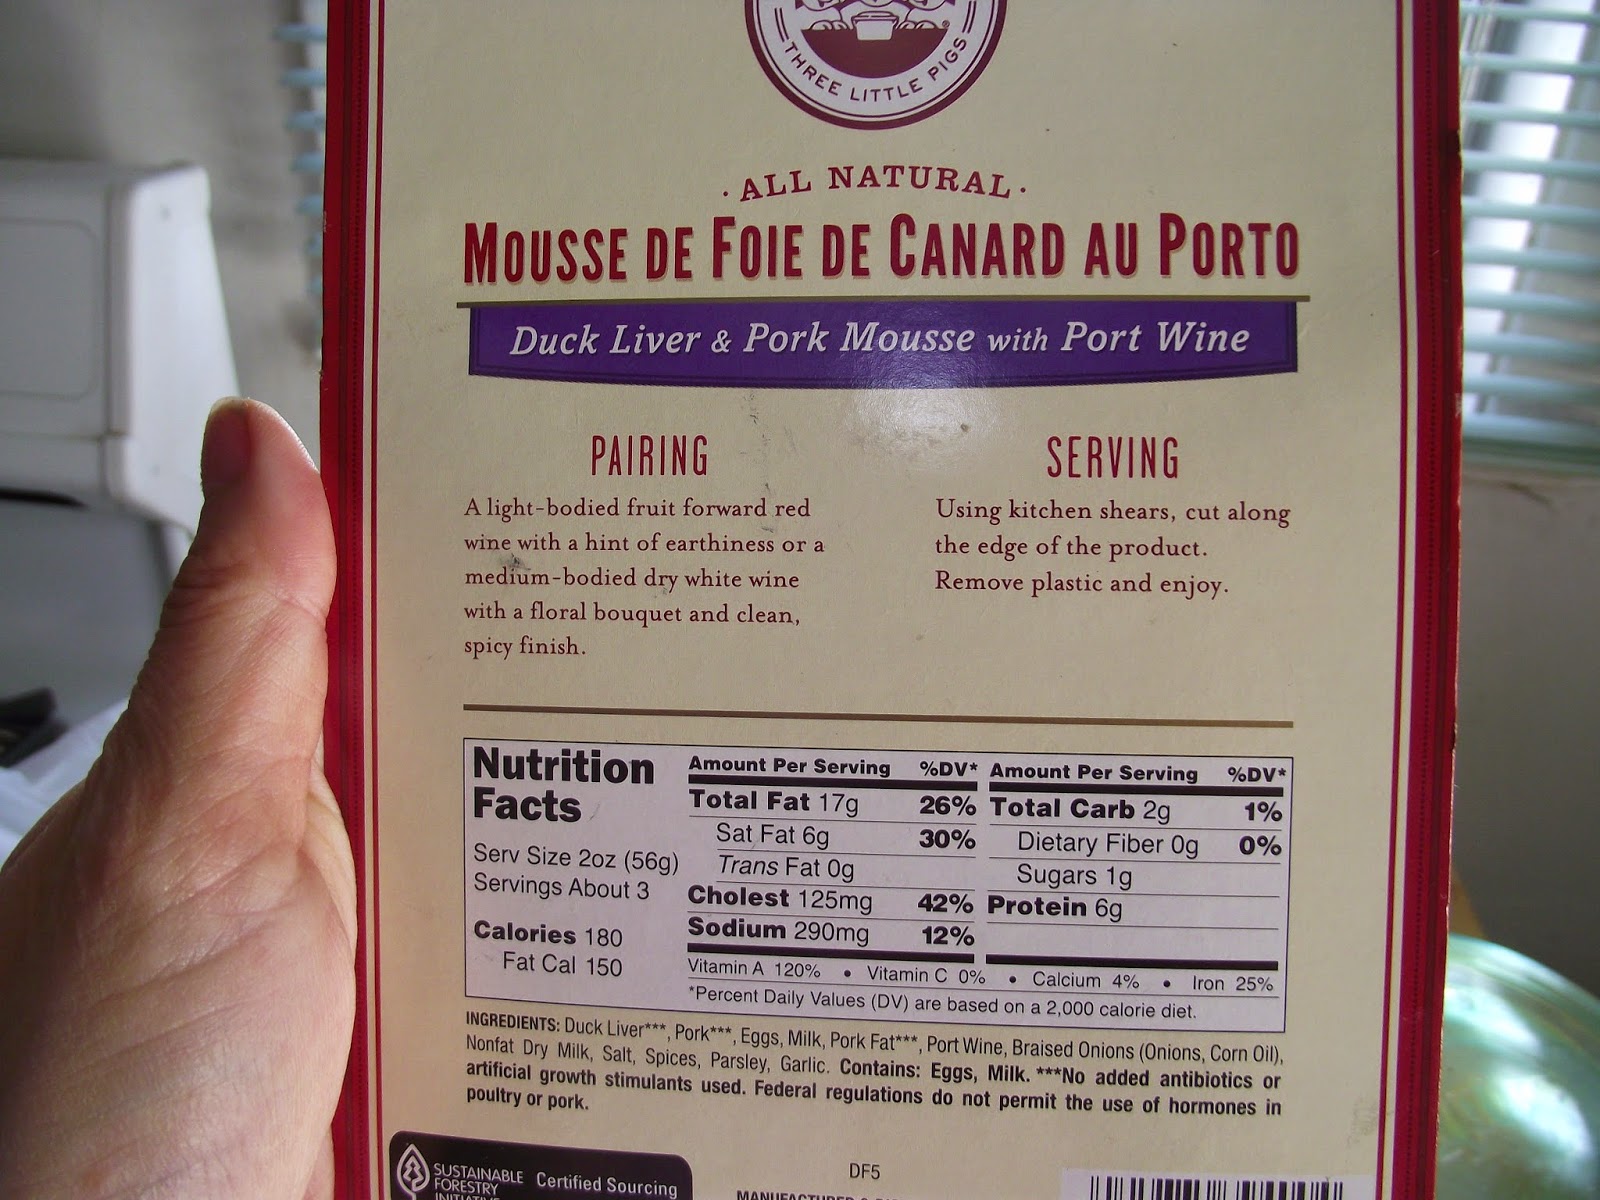 THREE LITTLE PIGS
· ALL NATURAL ·
MOUSSE DE FOIE DE CANARD AU PORTO
Duck Liver & Pork Mousse with Port Wine
PAIRING
A light-bodied fruit forward red
wine with a hint of earthiness or a
medium-bodied dry white wine
with a floral bouquet and clean,
spicy finish.
SERVING
Using kitchen shears, cut along
the edge of the product.
Remove plastic and enjoy.
Nutrition
Facts
Serv Size 2oz (56g)
Servings About 3
Calories 180
Fat Cal 150
Amount Per Serving %DV*
Total Fat 17g 26%
Sat Fat 6g 30%
Trans Fat 0g
Cholest 125mg 42%
Sodium 290mg 12%
Amount Per Serving %DV*
Total Carb 2g 1%
Dietary Fiber 0g 0%
Sugars 1g
Protein 6g
Vitamin A 120% • Vitamin C 0% • Calcium 4% • Iron 25%
*Percent Daily Values (DV) are based on a 2,000 calorie diet.
INGREDIENTS: Duck Liver***, Pork***, Eggs, Milk, Pork Fat***, Port Wine, Braised Onions (Onions, Corn Oil),
Nonfat Dry Milk, Salt, Spices, Parsley, Garlic. Contains: Eggs, Milk. ***No added antibiotics or
artificial growth stimulants used. Federal regulations do not permit the use of hormones in
poultry or pork.
SUSTAINABLE
FORESTRY
INITIATIVE
Certified Sourcing
DF5
MANUFACTURED &